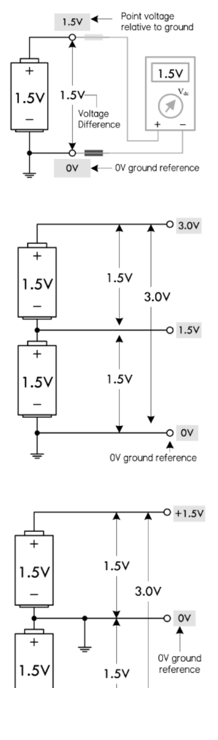 1.5V
Point voltage
relative to ground
+
1.5V
−
1.5V
Voltage
Difference
1.5V
Vdc
+ −
0V
0V ground reference
3.0V
+
1.5V
−
1.5V
3.0V
1.5V
+
1.5V
−
1.5V
0V
0V ground reference
+1.5V
+
1.5V
−
1.5V
3.0V
0V
0V ground
reference
+
1.5V
1.5V